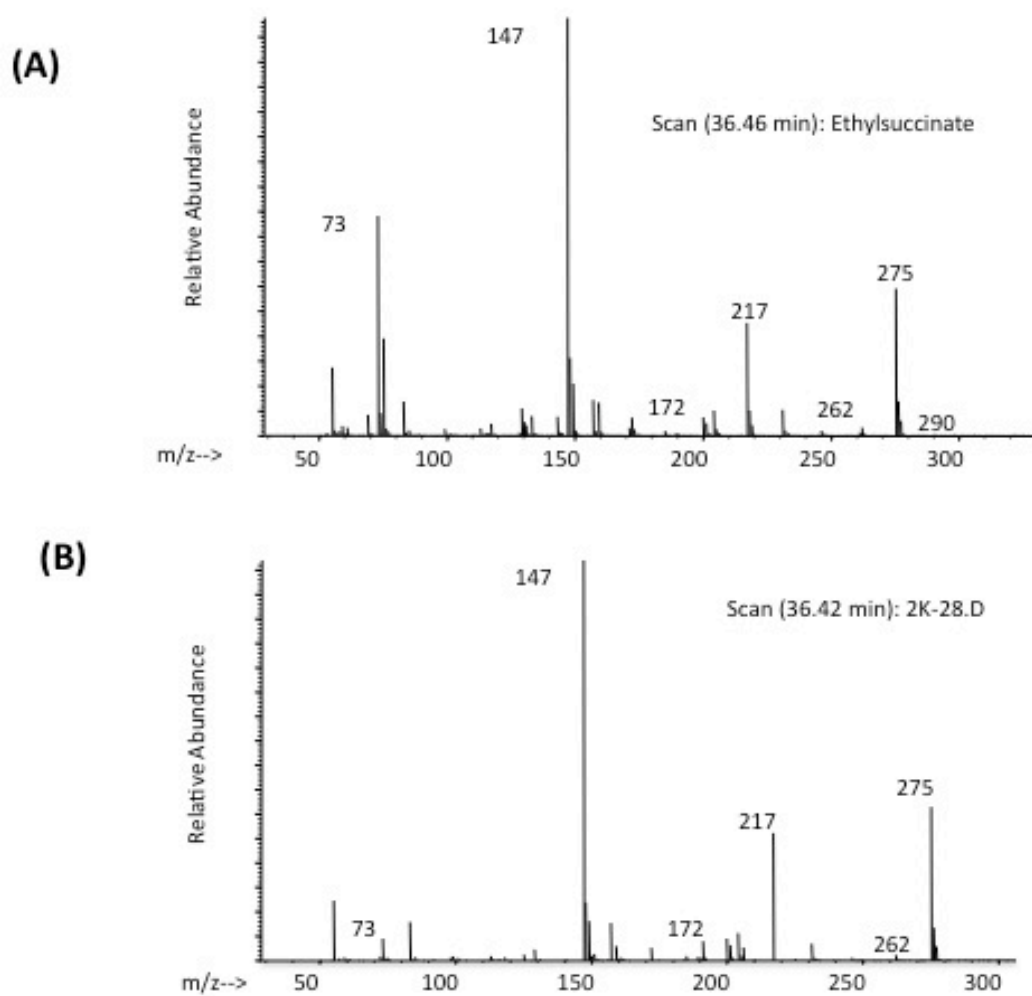 (A)
147
Scan (36.46 min): Ethylsuccinate
Relative Abundance
73
275
217
172
262
290
m/z-->
50 100 150 200 250 300
(B)
147
Scan (36.42 min): 2K-28.D
Relative Abundance
275
217
73
172
262
m/z-->
50 100 150 200 250 300